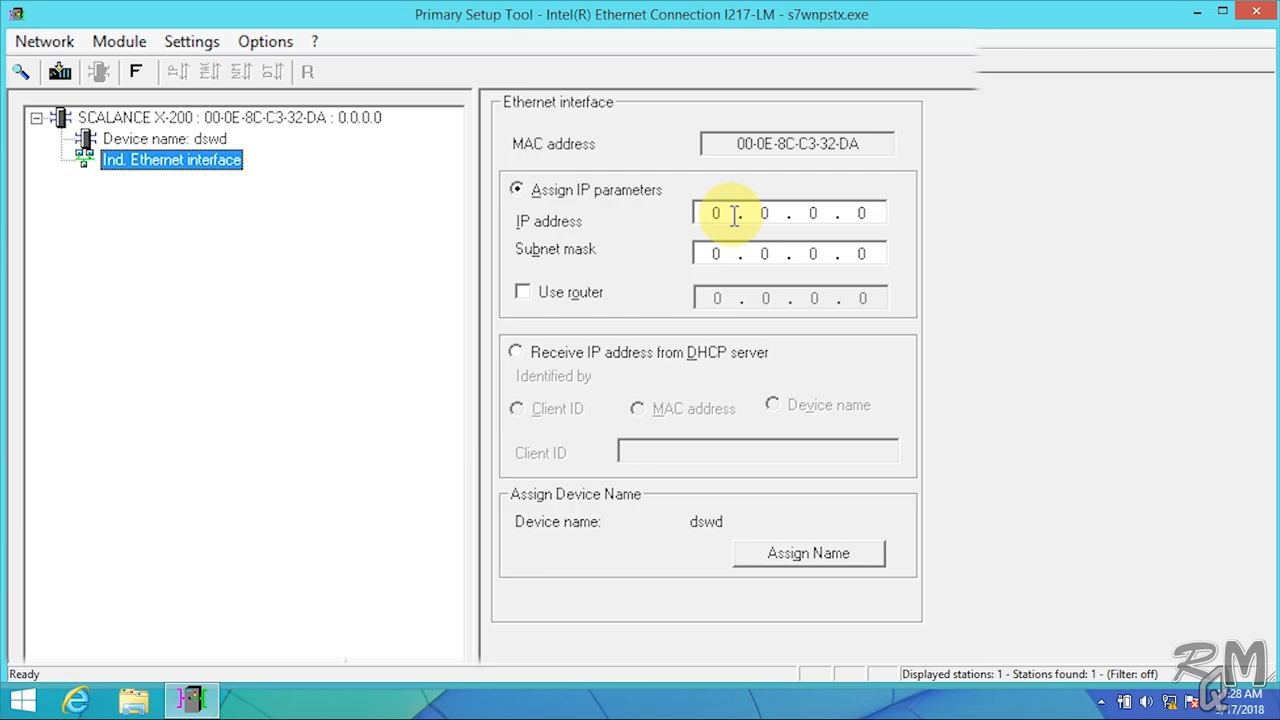 Primary Setup Tool - Intel(R) Ethernet Connection I217-LM - s7wnpstx.exe
Network Module Settings Options ?
F R
SCALANCE X-200 : 00-0E-8C-C3-32-DA : 0.0.0.0
Device name: dswd
Ind. Ethernet interface
Ethernet interface
MAC address 00-0E-8C-C3-32-DA
Assign IP parameters
IP address 0 . 0 . 0 . 0
Subnet mask 0 . 0 . 0 . 0
Use router 0 . 0 . 0 . 0
Receive IP address from DHCP server
Identified by
Client ID MAC address Device name
Client ID
Assign Device Name
Device name: dswd
Assign Name
Ready Displayed stations: 1 - Stations found: 1 - (Filter: off)
RMQ
:28 AM
/17/2018